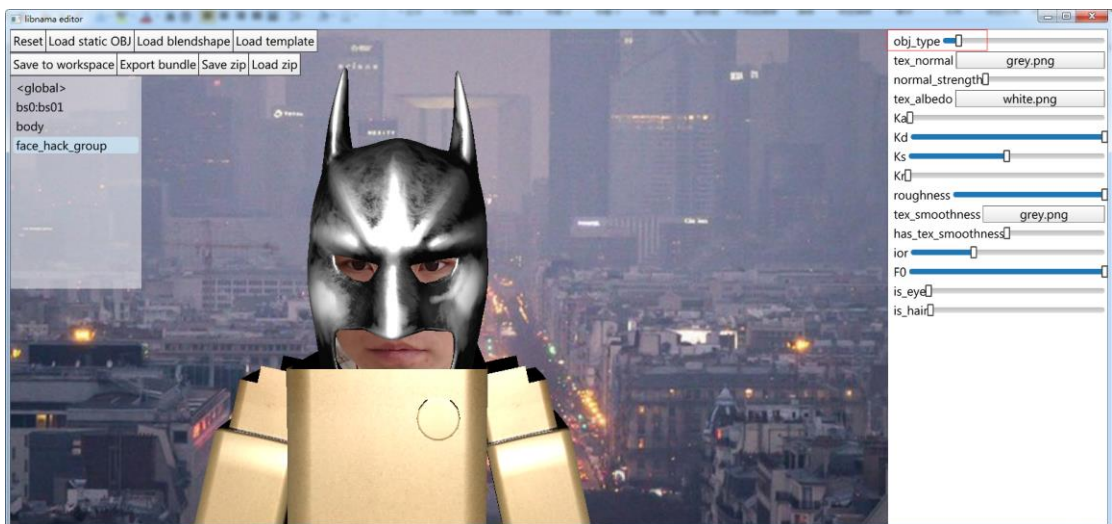 libnama editor
Reset Load static OBJ Load blendshape Load template
Save to workspace Export bundle Save zip Load zip
<global>
bs0:bs01
body
face_hack_group
obj_type
tex_normal grey.png
normal_strength
tex_albedo white.png
Ka
Kd
Ks
Kr
roughness
tex_smoothness grey.png
has_tex_smoothness
ior
F0
is_eye
is_hair